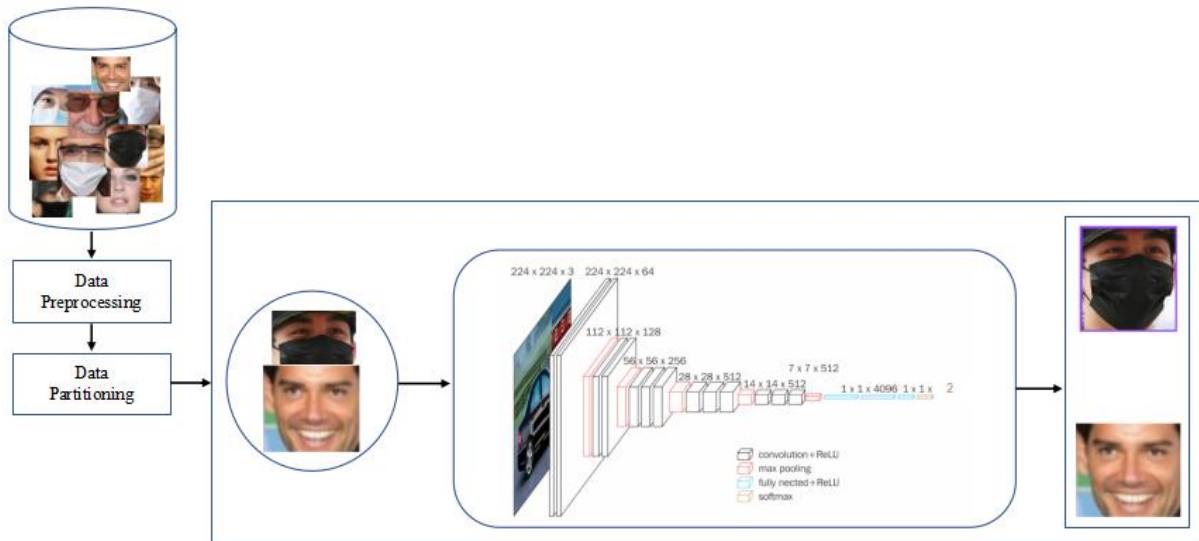 Data
Preprocessing
Data
Partitioning
224 x 224 x 3
224 x 224 x 64
112 x 112 x 128
56 x 56 x 256
28 x 28 x 512
14 x 14 x 512
7 x 7 x 512
1 x 1 x 4096
1 x 1 x
2
convolution+ReLU
max pooling
fully nected+ReLU
softmax